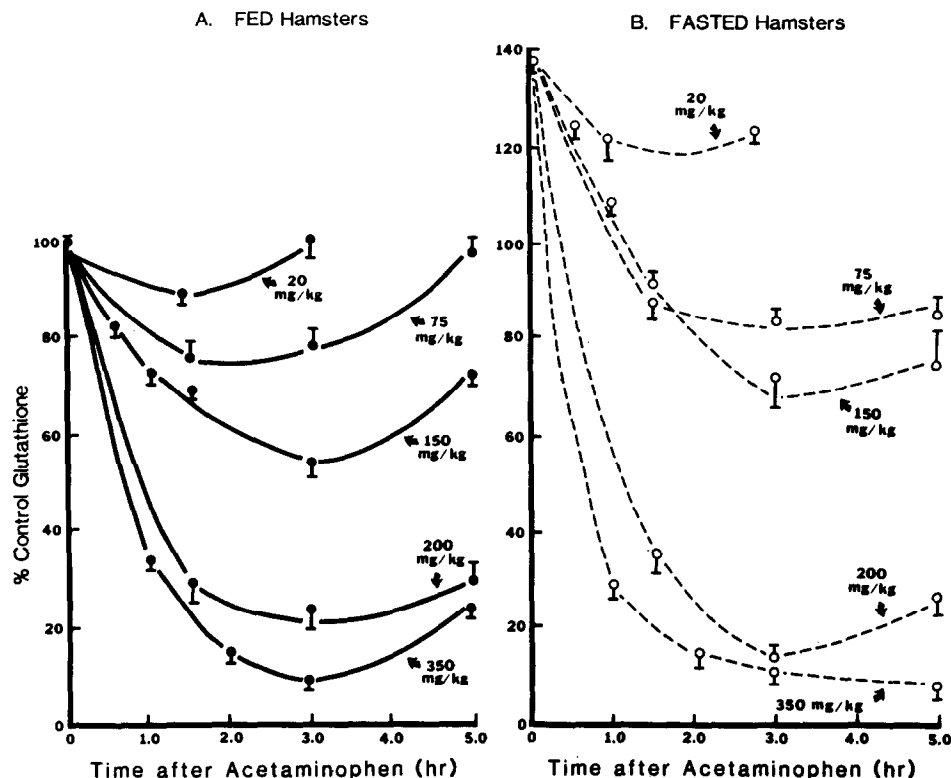 A. FED Hamsters
% Control Glutathione
100
80
60
40
20
0
20
mg/kg
75
mg/kg
150
mg/kg
200
mg/kg
350
mg/kg
0 1.0 2.0 3.0 4.0 5.0
Time after Acetaminophen (hr)
B. FASTED Hamsters
140
120
100
80
60
40
20
0
20
mg/kg
75
mg/kg
150
mg/kg
200
mg/kg
350 mg/kg
0 1.0 2.0 3.0 4.0 5.0
Time after Acetaminophen (hr)